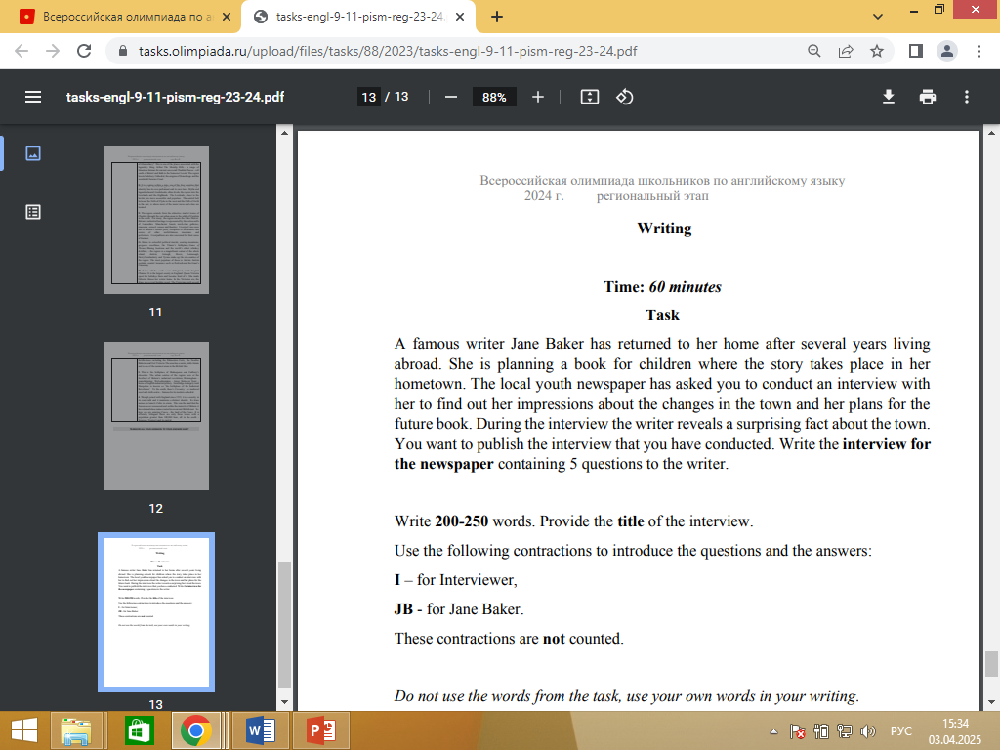 Всероссийская олимпиада по а
tasks-engl-9-11-pism-reg-23-24.
tasks.olimpiada.ru/upload/files/tasks/88/2023/tasks-engl-9-11-pism-reg-23-24.pdf
tasks-engl-9-11-pism-reg-23-24.pdf
13 / 13
88%
11
12
13
Всероссийская олимпиада школьников по английскому языку
2024 г. региональный этап
Writing
Time: 60 minutes
Task
A famous writer Jane Baker has returned to her home after several years living
abroad. She is planning a book for children where the story takes place in her
hometown. The local youth newspaper has asked you to conduct an interview with
her to find out her impressions about the changes in the town and her plans for the
future book. During the interview the writer reveals a surprising fact about the town.
You want to publish the interview that you have conducted. Write the interview for
the newspaper containing 5 questions to the writer.
Write 200-250 words. Provide the title of the interview.
Use the following contractions to introduce the questions and the answers:
I – for Interviewer,
JB - for Jane Baker.
These contractions are not counted.
Do not use the words from the task, use your own words in your writing.
РУС
15:34
03.04.2025